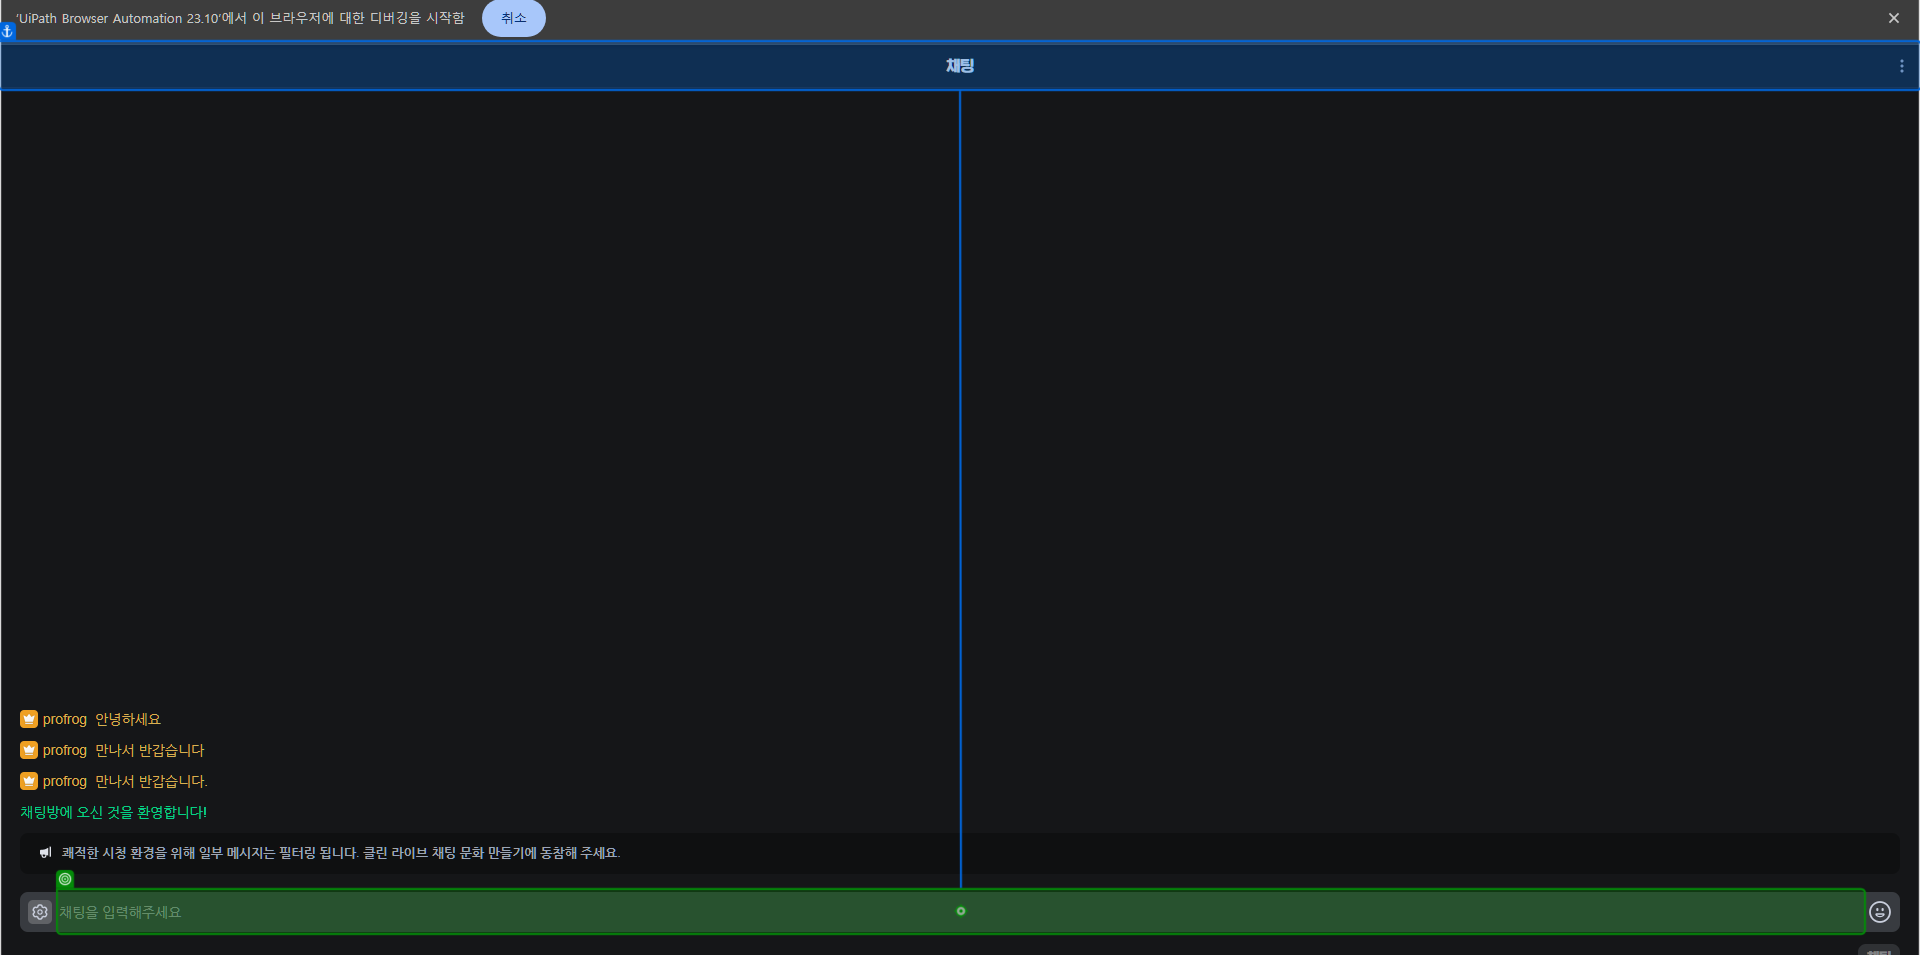 'UiPath Browser Automation 23.10'에서 이 브라우저에 대한 디버깅을 시작함 취소
채팅
profrog 안녕하세요
profrog 만나서 반갑습니다
profrog 만나서 반갑습니다.
채팅방에 오신 것을 환영합니다!
쾌적한 시청 환경을 위해 일부 메시지는 필터링 됩니다. 클린 라이브 채팅 문화 만들기에 동참해 주세요.
채팅을 입력해주세요